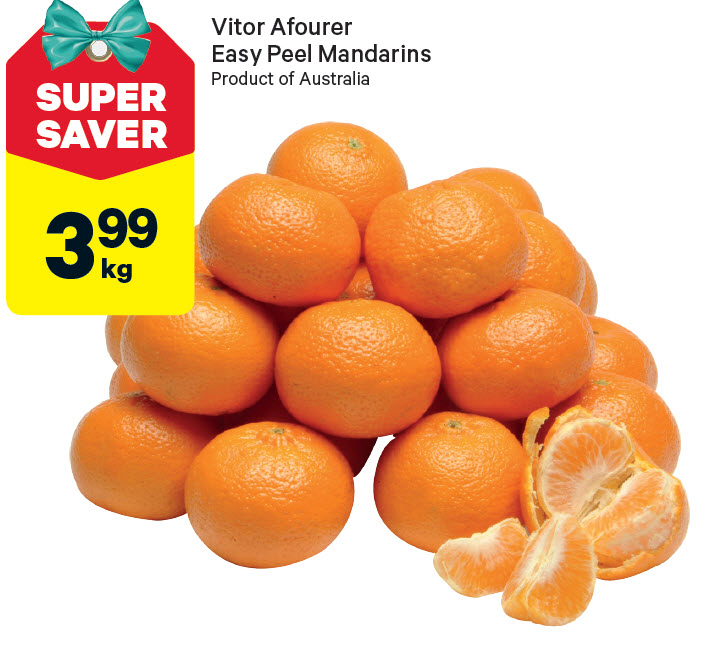 Vitor Afourer
Easy Peel Mandarins
Product of Australia
SUPER
SAVER
3.99
kg